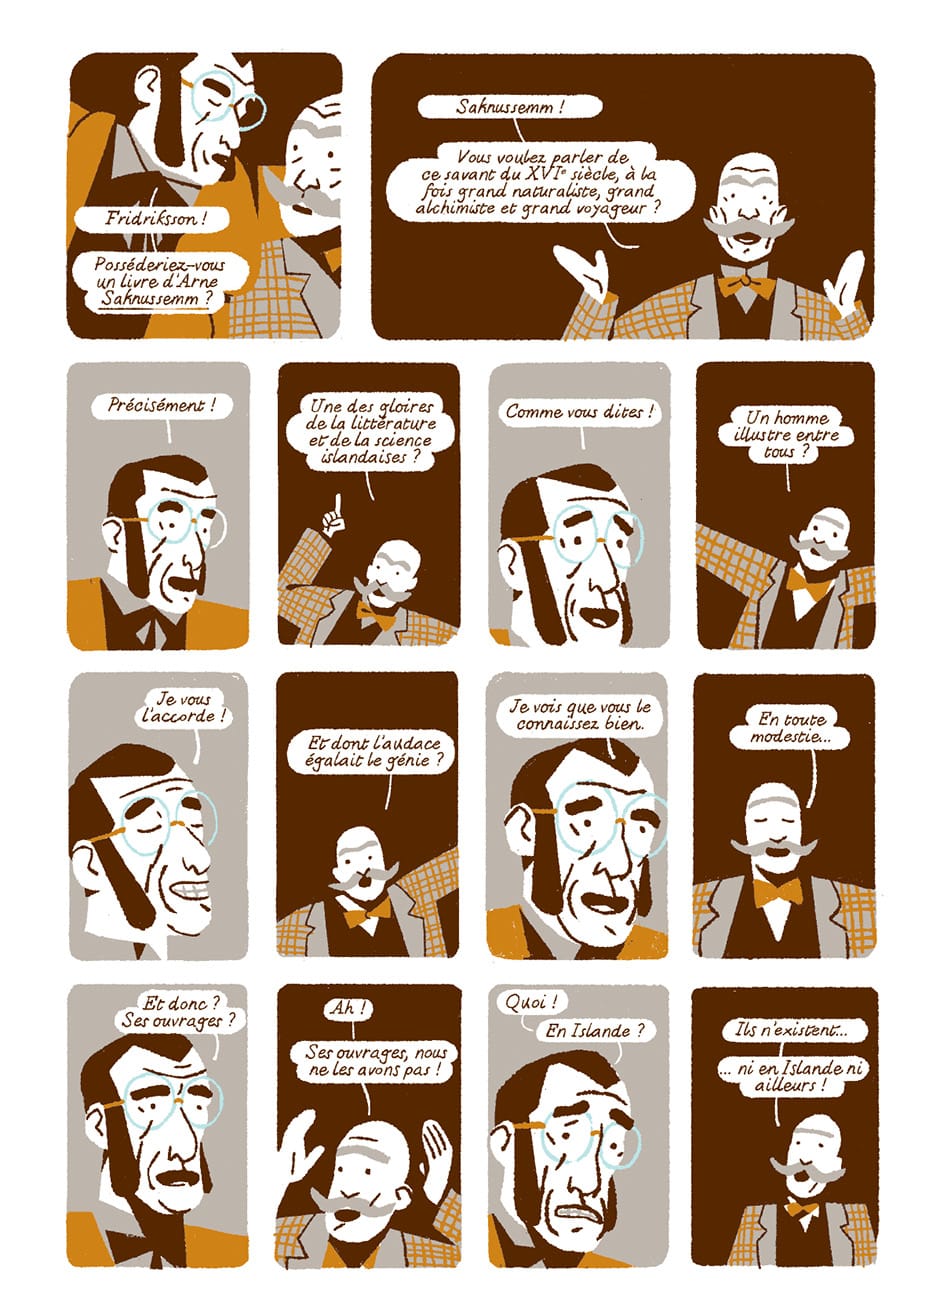 Fridriksson !
Posséderiez-vous
un livre d'Arne
Saknussemm ?
Saknussemm !
Vous voulez parler de
ce savant du XVIe siècle, à la
fois grand naturaliste, grand
alchimiste et grand voyageur ?
Précisément !
Une des gloires
de la littérature
et de la science
islandaises ?
Comme vous dites !
Un homme
illustre entre
tous ?
Je vous
l'accorde !
Et dont l'audace
égalait le génie ?
Je vois que vous le
connaissez bien.
En toute
modestie...
Et donc ?
Ses ouvrages ?
Ah !
Ses ouvrages, nous
ne les avons pas !
Quoi !
En Islande ?
Ils n'existent...
... ni en Islande ni
ailleurs !